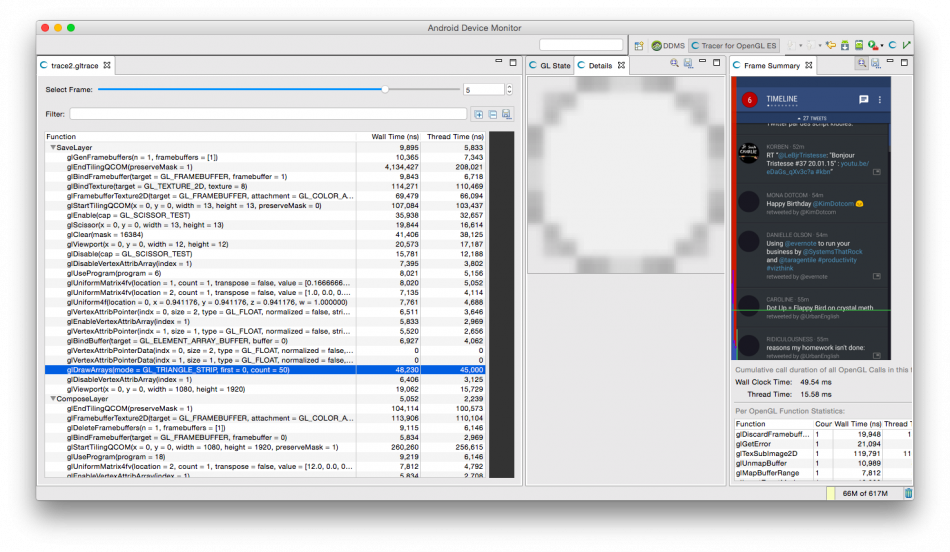 Android Device Monitor
DDMS
Tracer for OpenGL ES
trace2.gltrace
Select Frame:
5
Filter:
Function Wall Time (ns) Thread Time (ns)
SaveLayer 9,895 5,833
glGenFramebuffers(n = 1, framebuffers = [1]) 10,365 7,343
glEndTilingQCOM(preserveMask = 1) 4,134,427 208,021
glBindFramebuffer(target = GL_FRAMEBUFFER, framebuffer = 1) 9,843 6,718
glBindTexture(target = GL_TEXTURE_2D, texture = 8) 114,271 110,469
glFramebufferTexture2D(target = GL_FRAMEBUFFER, attachment = GL_COLOR_A... 69,479 66,094
glStartTilingQCOM(x = 0, y = 0, width = 13, height = 13, preserveMask = 0) 107,084 103,437
glEnable(cap = GL_SCISSOR_TEST) 35,938 32,657
glScissor(x = 0, y = 0, width = 13, height = 13) 19,844 16,614
glClear(mask = 16384) 41,406 38,125
glViewport(x = 0, y = 0, width = 12, height = 12) 20,573 17,187
glDisable(cap = GL_SCISSOR_TEST) 15,781 12,188
glDisableVertexAttribArray(index = 1) 7,395 3,802
glUseProgram(program = 6) 8,021 5,156
glUniformMatrix4fv(location = 1, count = 1, transpose = false, value = [0.1666666... 8,020 5,052
glUniformMatrix4fv(location = 2, count = 1, transpose = false, value = [1.0, 0.0, 0.... 7,135 4,114
glUniform4f(location = 0, x = 0.941176, y = 0.941176, z = 0.941176, w = 1.000000) 7,761 4,688
glVertexAttribPointer(indx = 0, size = 2, type = GL_FLOAT, normalized = false, stri... 6,511 3,646
glEnableVertexAttribArray(index = 1) 5,833 2,969
glVertexAttribPointer(indx = 1, size = 1, type = GL_FLOAT, normalized = false, stri... 5,520 2,656
glBindBuffer(target = GL_ELEMENT_ARRAY_BUFFER, buffer = 0) 6,927 4,062
glVertexAttribPointerData(indx = 0, size = 2, type = GL_FLOAT, normalized = false,... 0 0
glVertexAttribPointerData(indx = 1, size = 1, type = GL_FLOAT, normalized = false,... 0 0
glDrawArrays(mode = GL_TRIANGLE_STRIP, first = 0, count = 50) 48,230 45,000
glDisableVertexAttribArray(index = 1) 6,406 3,125
glViewport(x = 0, y = 0, width = 1080, height = 1920) 19,062 15,729
ComposeLayer 5,052 2,239
glEndTilingQCOM(preserveMask = 1) 104,114 100,573
glFramebufferTexture2D(target = GL_FRAMEBUFFER, attachment = GL_COLOR_A... 113,906 110,104
glDeleteFramebuffers(n = 1, framebuffers = [1]) 9,115 6,146
glBindFramebuffer(target = GL_FRAMEBUFFER, framebuffer = 0) 5,834 2,969
glStartTilingQCOM(x = 0, y = 0, width = 1080, height = 1920, preserveMask = 1) 260,260 256,615
glUseProgram(program = 18) 9,219 6,146
glUniformMatrix4fv(location = 2, count = 1, transpose = false, value = [12.0, 0.0, 0... 7,812 4,792
glEnableVertexAttribArray(index = 1) 5,834 2,708
GL State
Details
Frame Summary
6 TIMELINE
27 TWEETS
Twitter par des script kiddies.
JE SUIS CHARLIE
KORBEN · 52m
RT "@LeBjrTristesse: "Bonjour
Tristesse #37 20.01.15" : youtu.be/
eDaGs_qXv3c?a #kbn"
MONA DOTCOM · 54m
Happy Birthday @KimDotcom
retweeted by @KimDotcom
DANIELLE OLSON · 54m
Using @evernote to run your
business by @SystemsThatRock
and @taragentile #productivity
#vizthink
retweeted by @evernote
CAROLINE · 55m
Dot Up = Flappy Bird on crystal meth
retweeted by @UrbanEnglish
RIDICULOUSNESS · 55m
reasons my homework isn't done:
retweeted by @UrbanEnglish
Cumulative call duration of all OpenGL Calls in this f
Wall Clock Time: 49.54 ms
Thread Time: 15.58 ms
Per OpenGL Function Statistics:
Function Cour Wall Time (ns) Thread T
glDiscardFramebuff... 1 19,948 1
glGetError 1 21,094
glTexSubImage2D 1 119,791 11
glUnmapBuffer 1 10,989
glMapBufferRange 1 7,812
66M of 617M